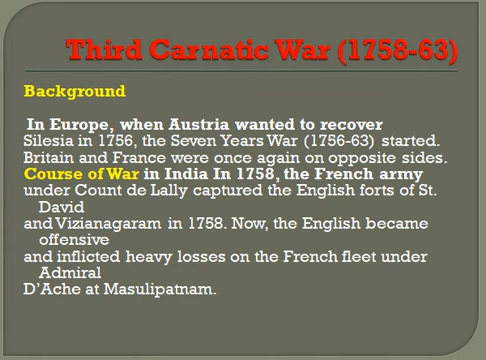 Third Carnatic War (1758-63)
Background
In Europe, when Austria wanted to recover
Silesia in 1756, the Seven Years War (1756-63) started.
Britain and France were once again on opposite sides.
Course of War in India In 1758, the French army
under Count de Lally captured the English forts of St.
David
and Vizianagaram in 1758. Now, the English became
offensive
and inflicted heavy losses on the French fleet under
Admiral
D’Ache at Masulipatnam.